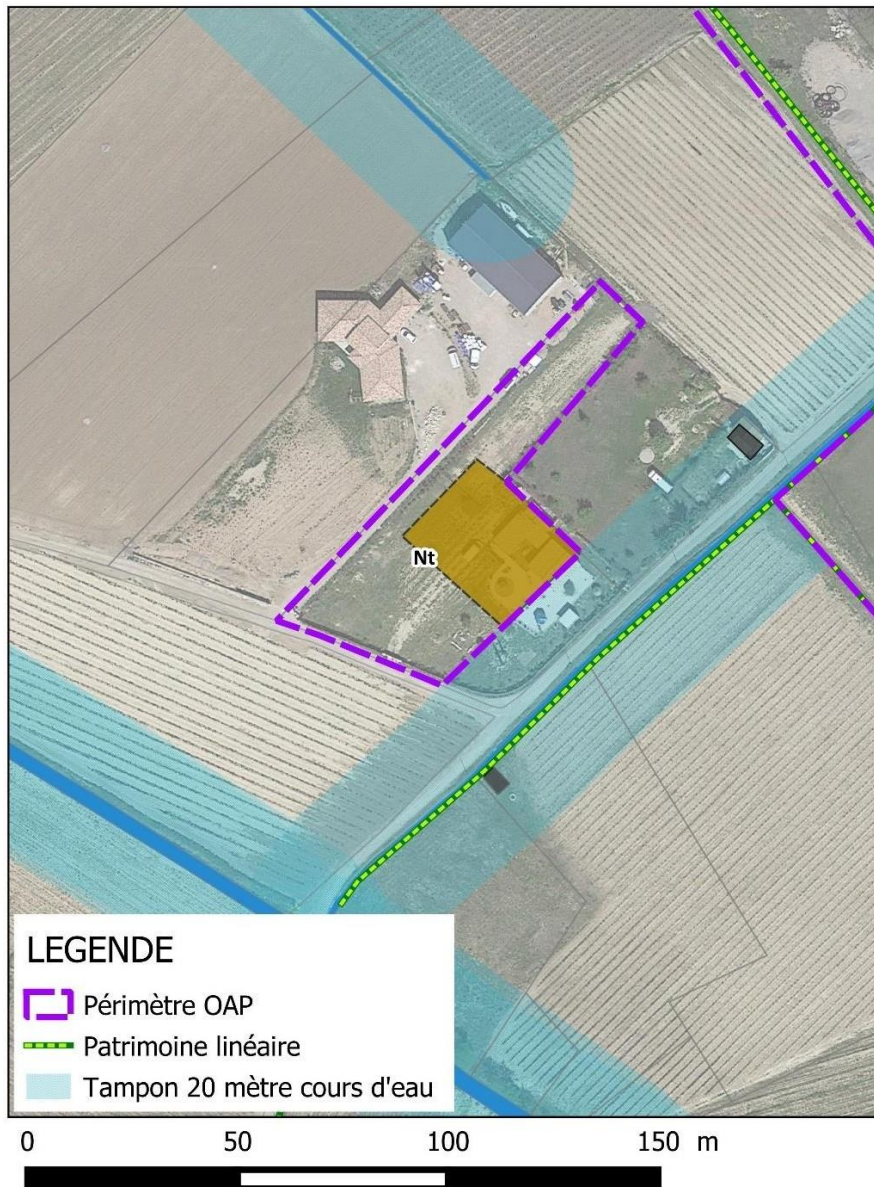 Nt
LEGENDE
Périmètre OAP
Patrimoine linéaire
Tampon 20 mètre cours d'eau
0 50 100 150 m